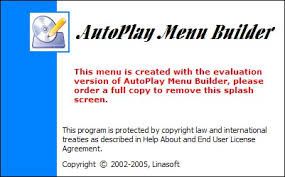 AutoPlay Menu Builder
This menu is created with the evaluation
version of AutoPlay Menu Builder, please
order a full copy to remove this splash
screen.
This program is protected by copyright law and international
treaties as described in Help About and End User License
Agreement.
Copyright © 2002-2005, Linasoft